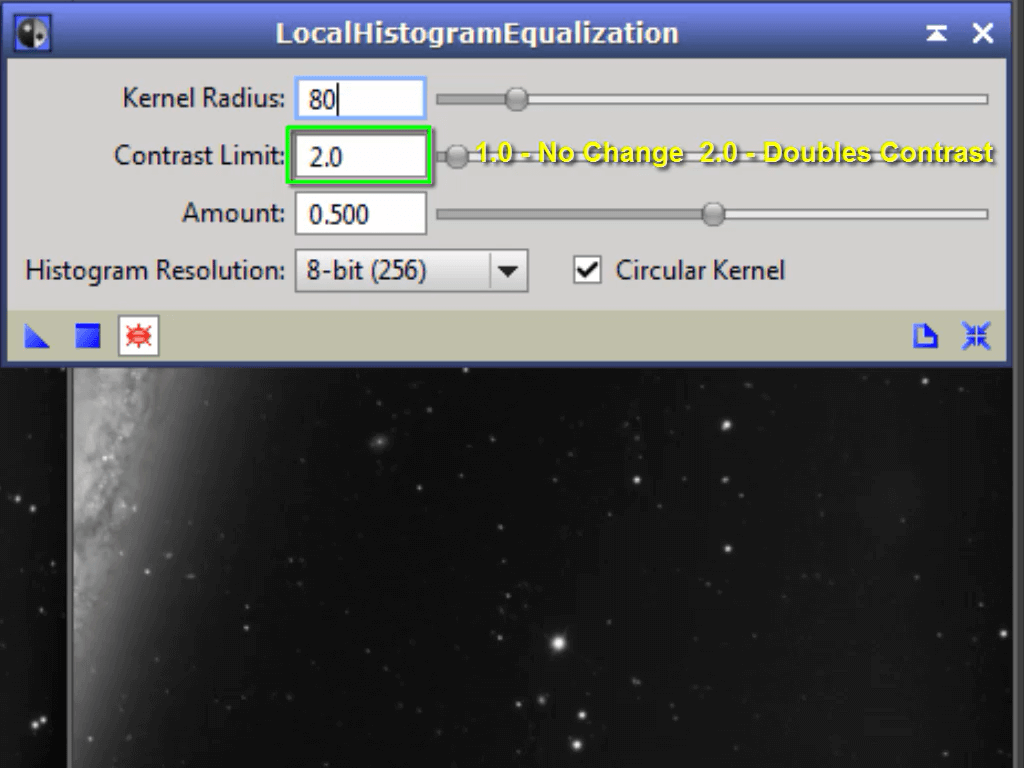 LocalHistogramEqualization
Kernel Radius: 80
Contrast Limit: 2.0 1.0 - No Change 2.0 - Doubles Contrast
Amount: 0.500
Histogram Resolution: 8-bit (256) Circular Kernel